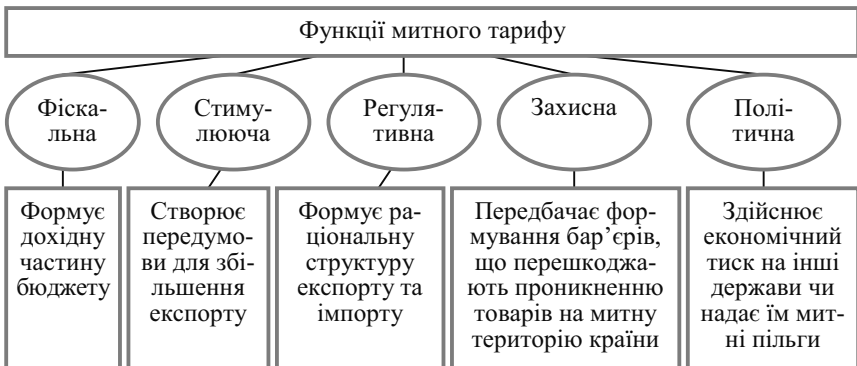 Функції митного тарифу
Фіска-
льна
Стиму-
лююча
Регуля-
тивна
Захисна
Полі-
тична
Формує
дохідну
частину
бюджету
Створює
передумо-
ви для збі-
льшення
експорту
Формує ра-
ціональну
структуру
експорту та
імпорту
Передбачає фор-
мування бар’єрів,
що перешкоджа-
ють проникненню
товарів на митну
територію країни
Здійснює
економічний
тиск на інші
держави чи
надає їм мит-
ні пільги